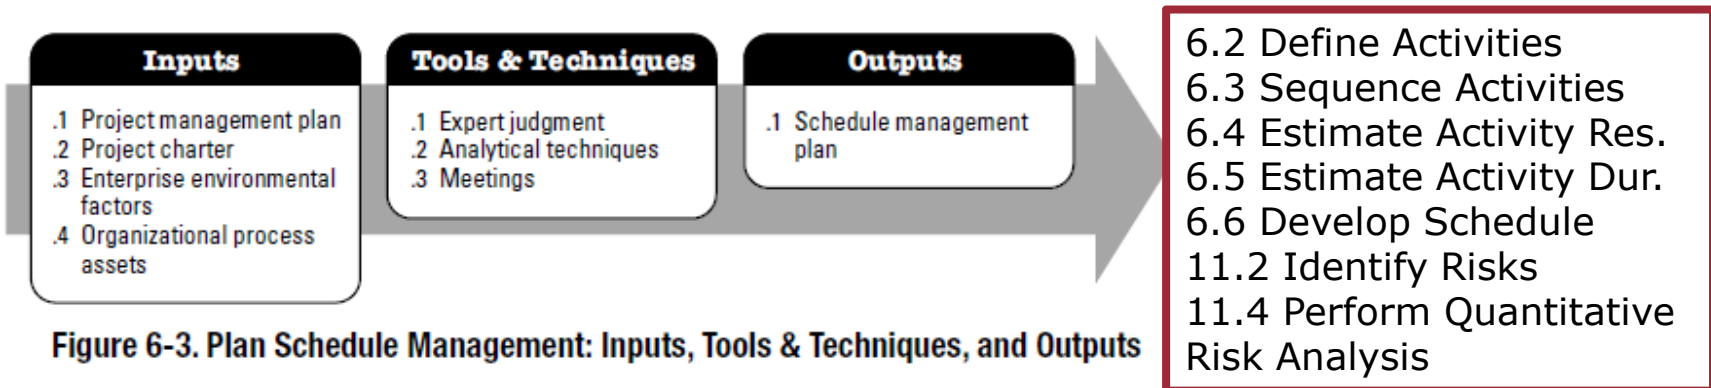 Inputs
.1 Project management plan
.2 Project charter
.3 Enterprise environmental
factors
.4 Organizational process
assets
Tools & Techniques
.1 Expert judgment
.2 Analytical techniques
.3 Meetings
Outputs
.1 Schedule management
plan
6.2 Define Activities
6.3 Sequence Activities
6.4 Estimate Activity Res.
6.5 Estimate Activity Dur.
6.6 Develop Schedule
11.2 Identify Risks
11.4 Perform Quantitative
Risk Analysis
Figure 6-3. Plan Schedule Management: Inputs, Tools & Techniques, and Outputs